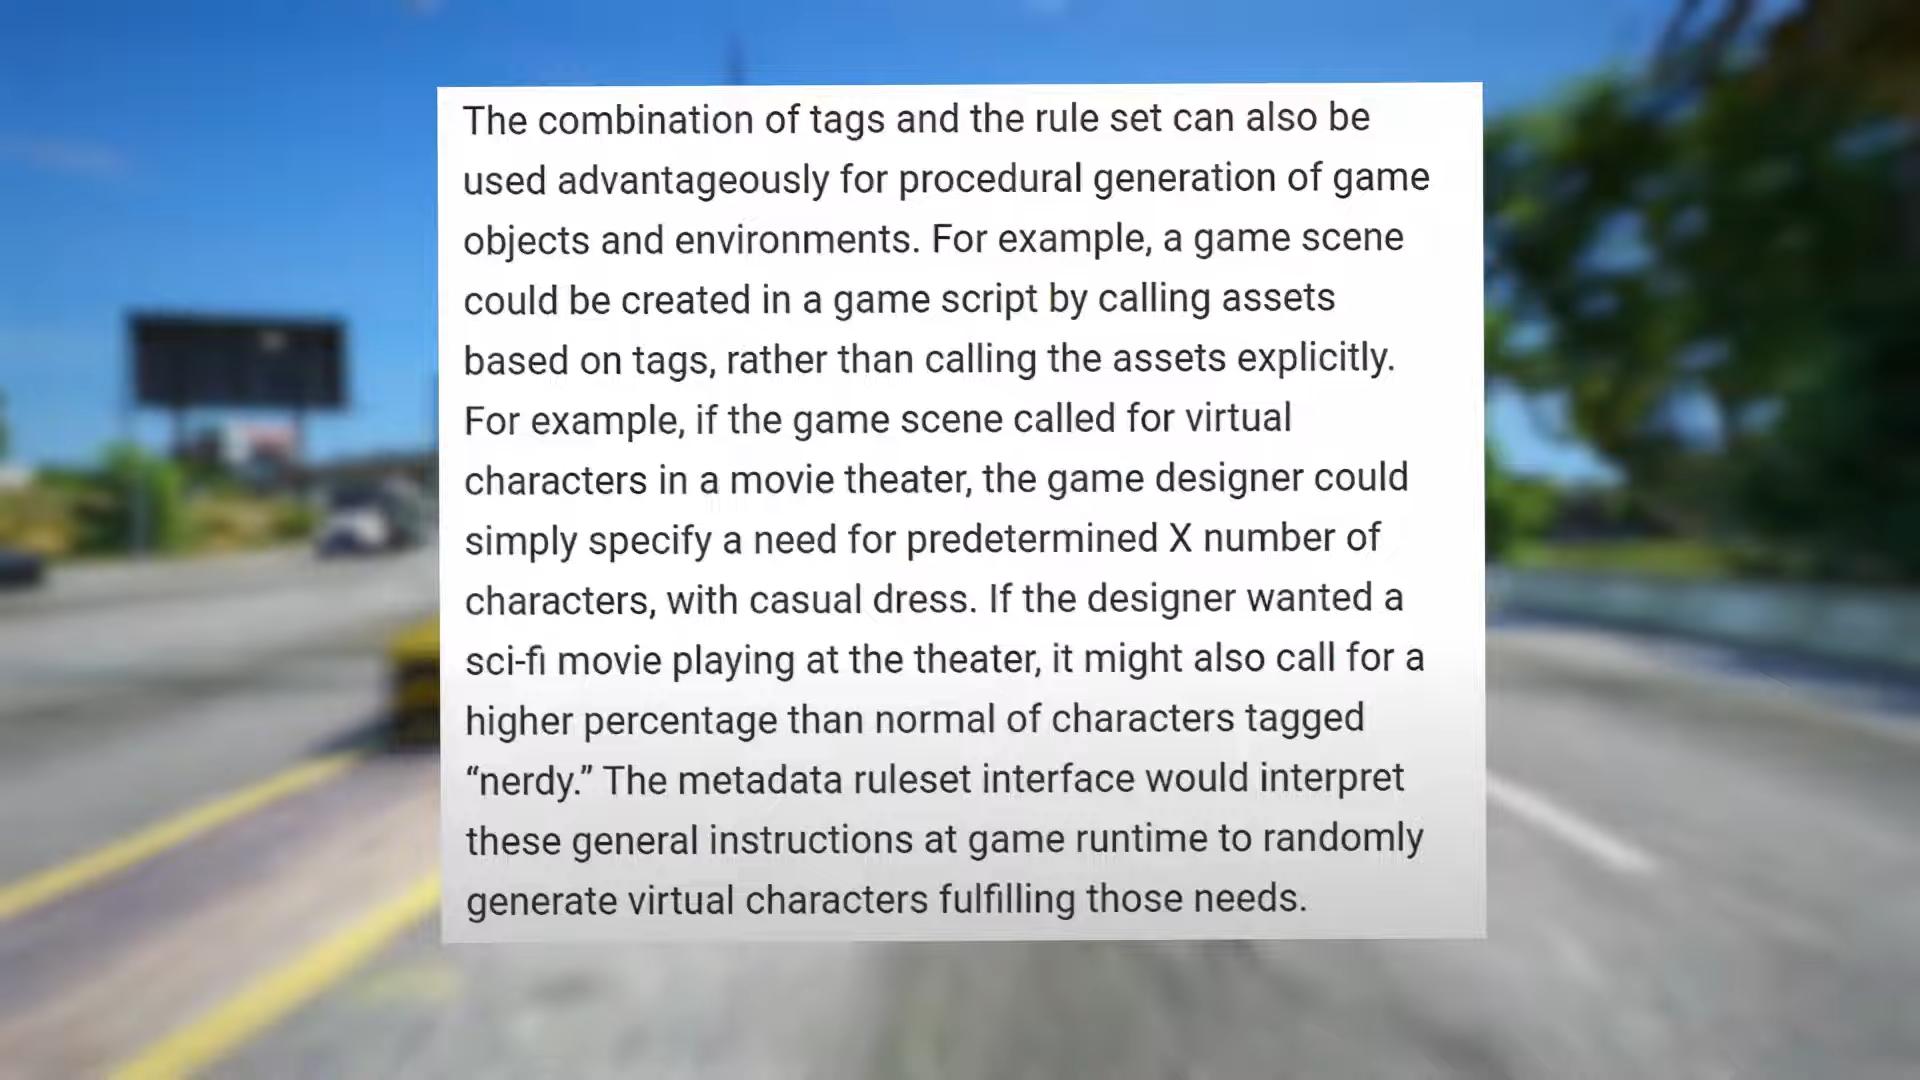 The combination of tags and the rule set can also be
used advantageously for procedural generation of game
objects and environments. For example, a game scene
could be created in a game script by calling assets
based on tags, rather than calling the assets explicitly.
For example, if the game scene called for virtual
characters in a movie theater, the game designer could
simply specify a need for predetermined X number of
characters, with casual dress. If the designer wanted a
sci-fi movie playing at the theater, it might also call for a
higher percentage than normal of characters tagged
“nerdy.” The metadata ruleset interface would interpret
these general instructions at game runtime to randomly
generate virtual characters fulfilling those needs.